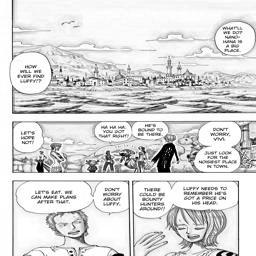 WHAT'LL
WE DO?
NANO-
HANA IS A
BIG
PLACE.
HOW
WILL WE
EVER FIND
LUFFY!?
DON'T
WORRY,
VIVI.
JUST LOOK
FOR THE
NOISIEST PLACE
IN TOWN.
HE'S
BOUND TO
BE THERE.
HA HA HA!
YOU GOT
THAT RIGHT!
LET'S
HOPE
NOT!
LUFFY NEEDS TO
REMEMBER HE'S
GOT A PRICE ON
HIS HEAD.
THERE
COULD BE
BOUNTY
HUNTERS
AROUND!!
DON'T
WORRY
ABOUT
LUFFY.
LET'S EAT. WE
CAN MAKE PLANS
AFTER THAT.